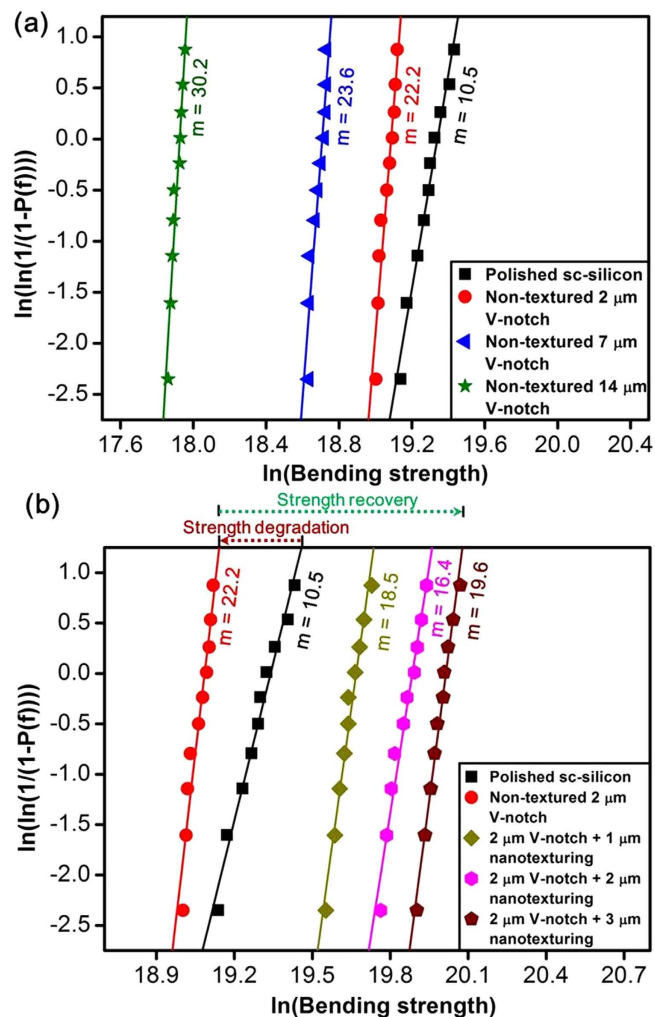 (a)
1.0
0.5
0.0
-0.5
-1.0
-1.5
-2.0
-2.5
ln(ln(1/(1-P(f))))
m = 30.2
m = 23.6
m = 22.2
m = 10.5
Polished sc-silicon
Non-textured 2 μm
V-notch
Non-textured 7 μm
V-notch
Non-textured 14 μm
V-notch
17.6 18.0 18.4 18.8 19.2 19.6 20.0 20.4
ln(Bending strength)
(b)
Strength recovery
Strength degradation
1.0
0.5
0.0
-0.5
-1.0
-1.5
-2.0
-2.5
ln(ln(1/(1-P(f))))
m = 22.2
m = 10.5
m = 18.5
m = 16.4
m = 19.6
Polished sc-silicon
Non-textured 2 μm
V-notch
2 μm V-notch + 1 μm
nanotexturing
2 μm V-notch + 2 μm
nanotexturing
2 μm V-notch + 3 μm
nanotexturing
18.9 19.2 19.5 19.8 20.1 20.4 20.7
ln(Bending strength)